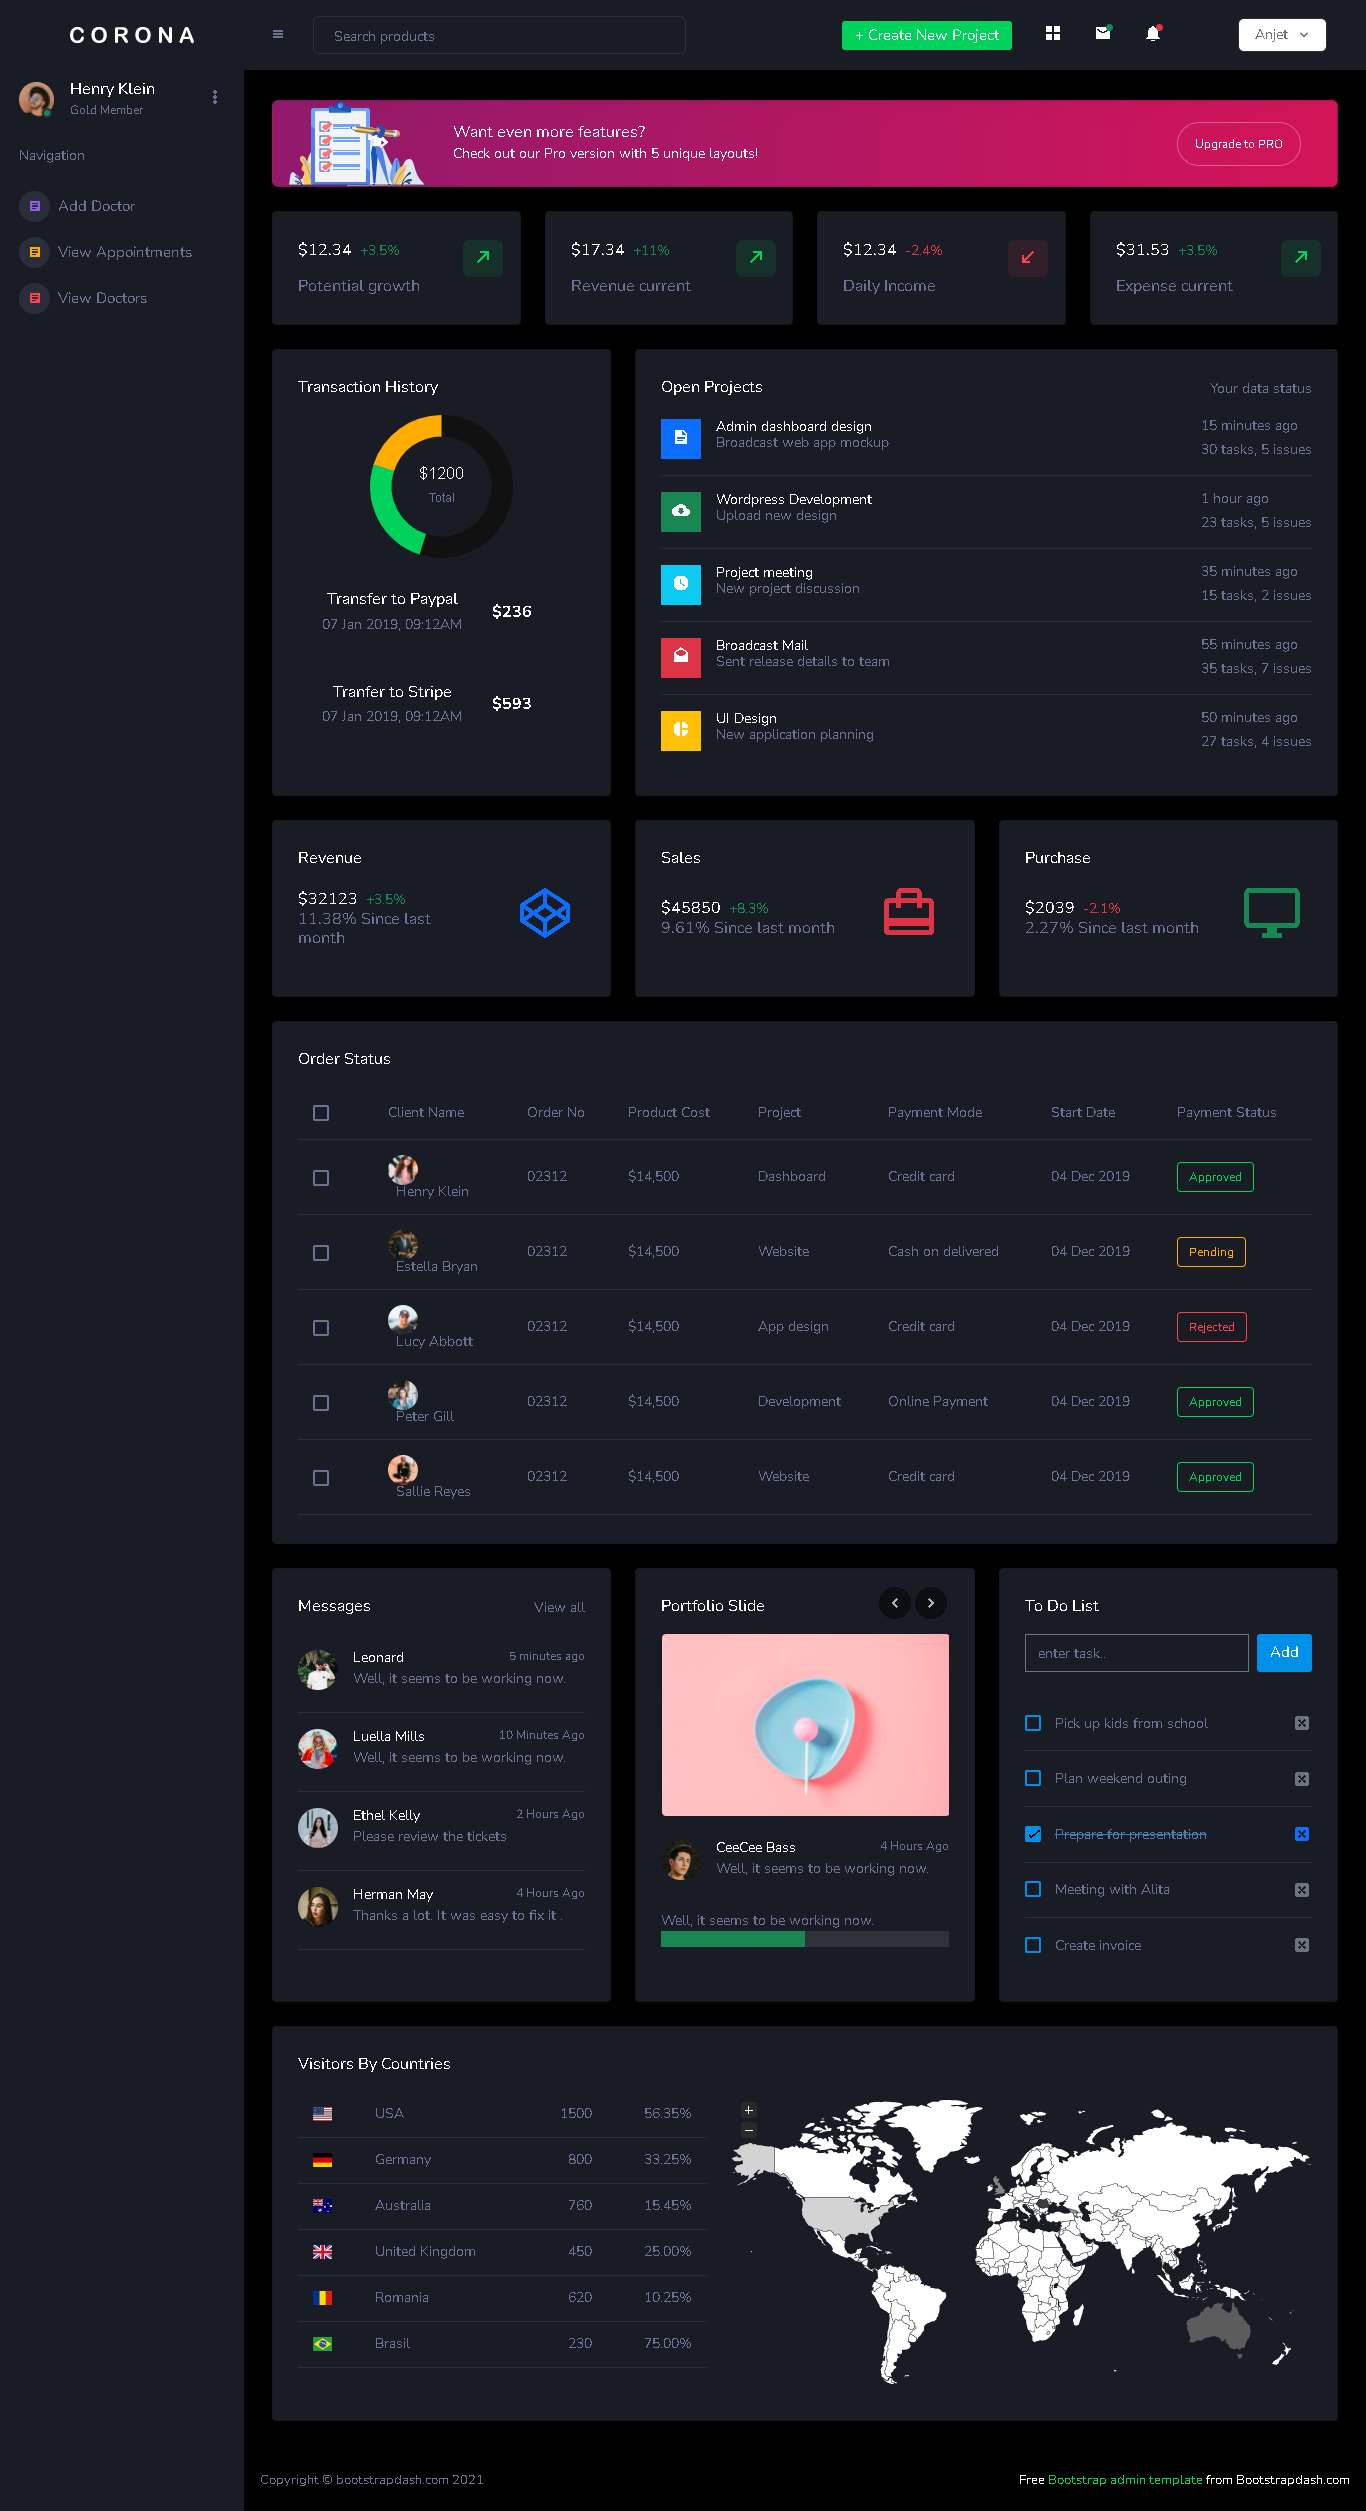 CORONA
Search products
+ Create New Project
Anjet
Henry Klein
Gold Member
Navigation
Add Doctor
View Appointments
View Doctors
Want even more features?
Check out our Pro version with 5 unique layouts!
Upgrade to PRO
$12.34 +3.5%
Potential growth
$17.34 +11%
Revenue current
$12.34 -2.4%
Daily Income
$31.53 +3.5%
Expense current
Transaction History
$1200
Total
Transfer to Paypal
07 Jan 2019, 09:12AM
$236
Tranfer to Stripe
07 Jan 2019, 09:12AM
$593
Open Projects
Your data status
Admin dashboard design
Broadcast web app mockup
15 minutes ago
30 tasks, 5 issues
Wordpress Development
Upload new design
1 hour ago
23 tasks, 5 issues
Project meeting
New project discussion
35 minutes ago
15 tasks, 2 issues
Broadcast Mail
Sent release details to team
55 minutes ago
35 tasks, 7 issues
UI Design
New application planning
50 minutes ago
27 tasks, 4 issues
Revenue
$32123 +3.5%
11.38% Since last
month
Sales
$45850 +8.3%
9.61% Since last month
Purchase
$2039 -2.1%
2.27% Since last month
Order Status
Client Name Order No Product Cost Project Payment Mode Start Date Payment Status
Henry Klein 02312 $14,500 Dashboard Credit card 04 Dec 2019 Approved
Estella Bryan 02312 $14,500 Website Cash on delivered 04 Dec 2019 Pending
Lucy Abbott 02312 $14,500 App design Credit card 04 Dec 2019 Rejected
Peter Gill 02312 $14,500 Development Online Payment 04 Dec 2019 Approved
Sallie Reyes 02312 $14,500 Website Credit card 04 Dec 2019 Approved
Messages
View all
Leonard 5 minutes ago
Well, it seems to be working now.
Luella Mills 10 Minutes Ago
Well, it seems to be working now.
Ethel Kelly 2 Hours Ago
Please review the tickets
Herman May 4 Hours Ago
Thanks a lot. It was easy to fix it .
Portfolio Slide
CeeCee Bass 4 Hours Ago
Well, it seems to be working now.
Well, it seems to be working now.
To Do List
enter task..
Add
Pick up kids from school
Plan weekend outing
Prepare for presentation
Meeting with Alita
Create invoice
Visitors By Countries
USA 1500 56.35%
Germany 800 33.25%
Australia 760 15.45%
United Kingdom 450 25.00%
Romania 620 10.25%
Brasil 230 75.00%
+
−
Copyright © bootstrapdash.com 2021
Free Bootstrap admin template from Bootstrapdash.com